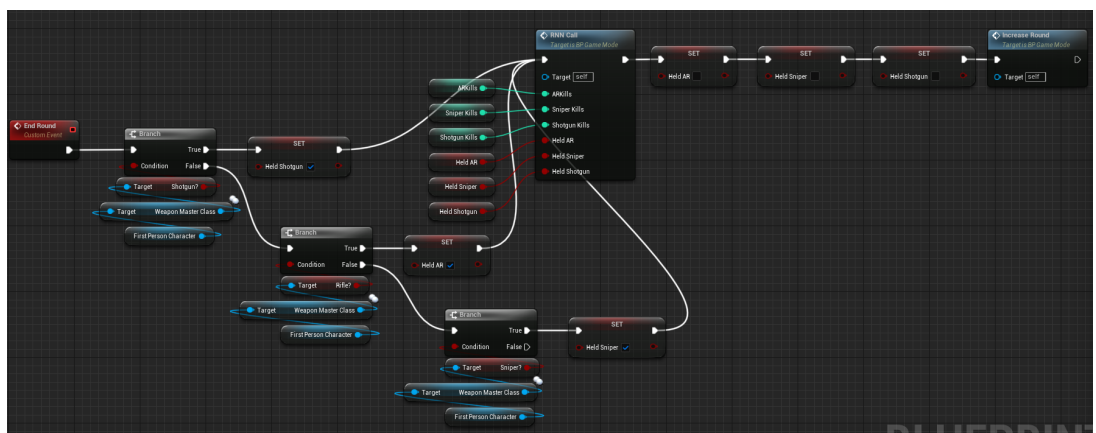 End Round
Custom Event
Branch
True
Condition
False
Target
Shotgun?
Target
Weapon Master Class
First Person Character
SET
Held Shotgun
Branch
True
Condition
False
Target
Rifle?
Target
Weapon Master Class
First Person Character
SET
Held AR
Branch
True
Condition
False
Target
Sniper?
Target
Weapon Master Class
First Person Character
SET
Held Sniper
ARKills
Sniper Kills
Shotgun Kills
Held AR
Held Sniper
Held Shotgun
RNN Call
Target is BP Game Mode
Target self
ARKills
Sniper Kills
Shotgun Kills
Held AR
Held Sniper
Held Shotgun
SET
Held AR
SET
Held Sniper
SET
Held Shotgun
Increase Round
Target is BP Game Mode
Target self
BLUEPRINT